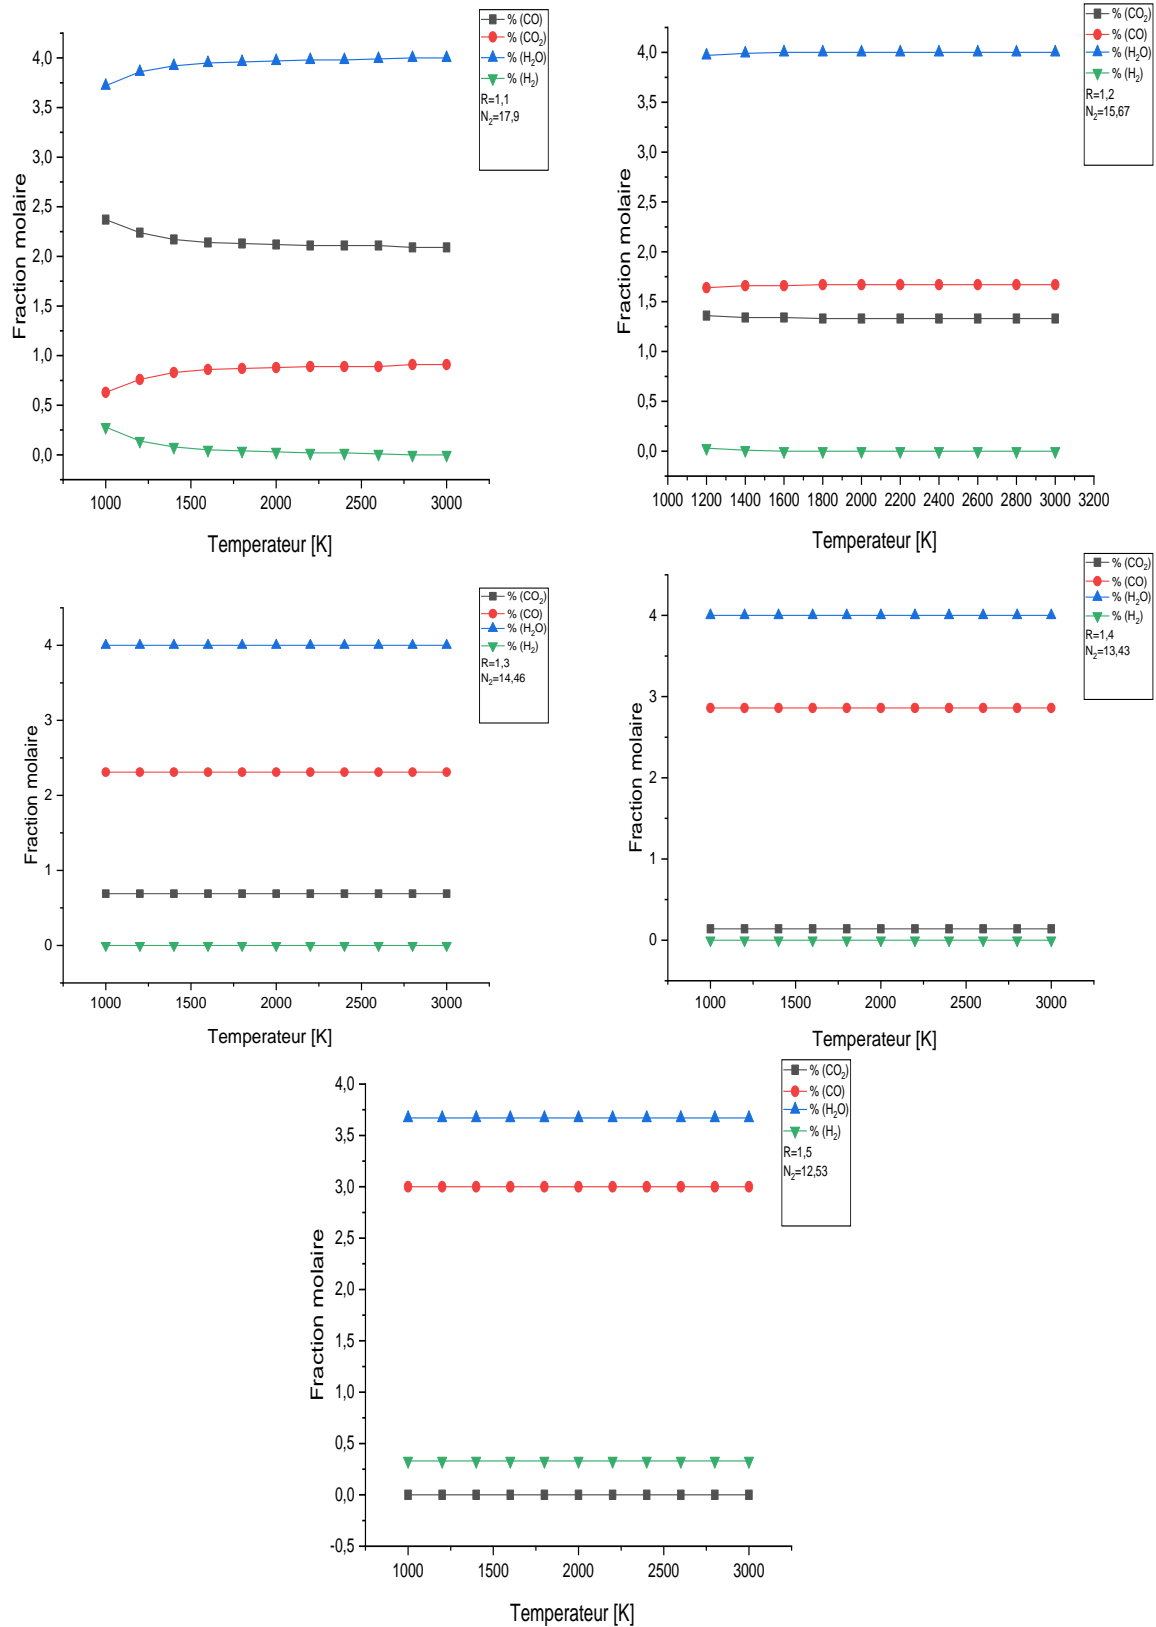 % (CO)
% (CO₂)
% (H₂O)
% (H₂)
R=1,1
N₂=17,9
4,0
3,5
3,0
2,5
2,0
1,5
1,0
0,5
0,0
Fraction molaire
1000
1500
2000
2500
3000
Temperateur [K]
% (CO₂)
% (CO)
% (H₂O)
% (H₂)
R=1,2
N₂=15,67
4,0
3,5
3,0
2,5
2,0
1,5
1,0
0,5
0,0
Fraction molaire
1000
1200
1400
1600
1800
2000
2200
2400
2600
2800
3000
3200
Temperateur [K]
% (CO₂)
% (CO)
% (H₂O)
% (H₂)
R=1,3
N₂=14,46
4
3
2
1
0
Fraction molaire
1000
1500
2000
2500
3000
Temperateur [K]
% (CO₂)
% (CO)
% (H₂O)
% (H₂)
R=1,4
N₂=13,43
4
3
2
1
0
Fraction molaire
1000
1500
2000
2500
3000
Temperateur [K]
% (CO₂)
% (CO)
% (H₂O)
% (H₂)
R=1,5
N₂=12,53
4,0
3,5
3,0
2,5
2,0
1,5
1,0
0,5
0,0
-0,5
Fraction molaire
1000
1500
2000
2500
3000
Temperateur [K]